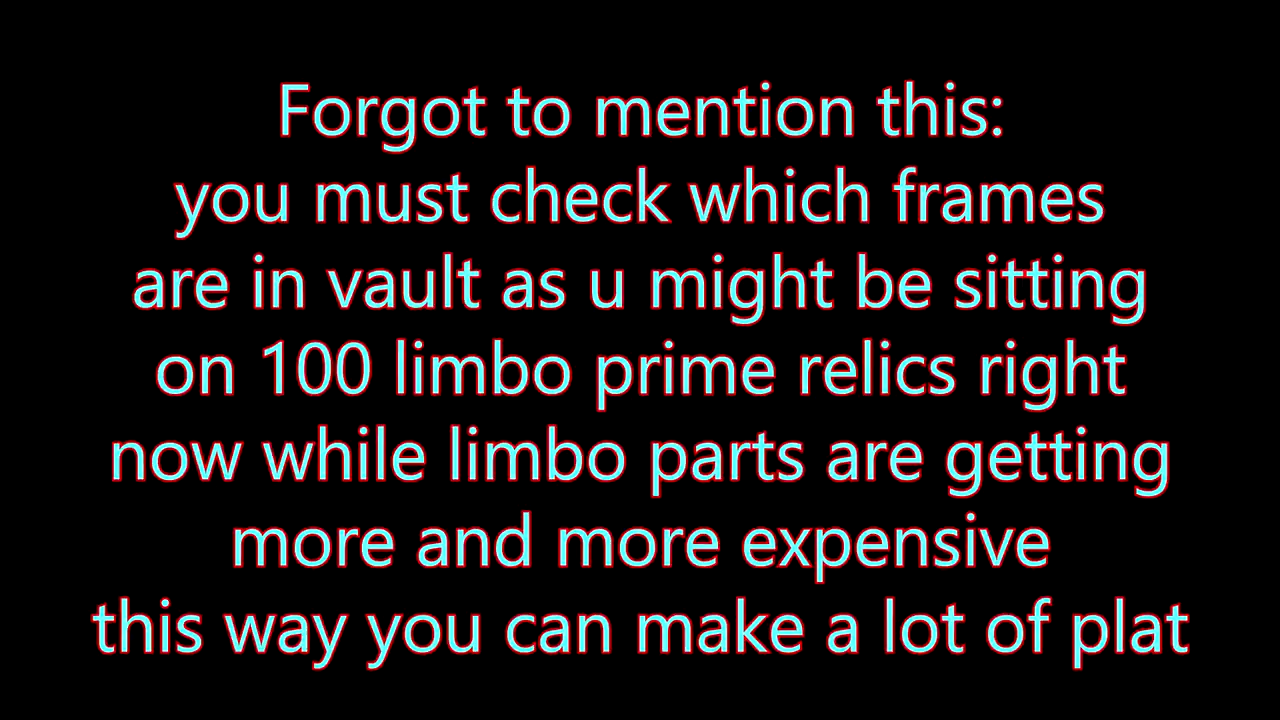 Forgot to mention this:
you must check which frames
are in vault as u might be sitting
on 100 limbo prime relics right
now while limbo parts are getting
more and more expensive
this way you can make a lot of plat